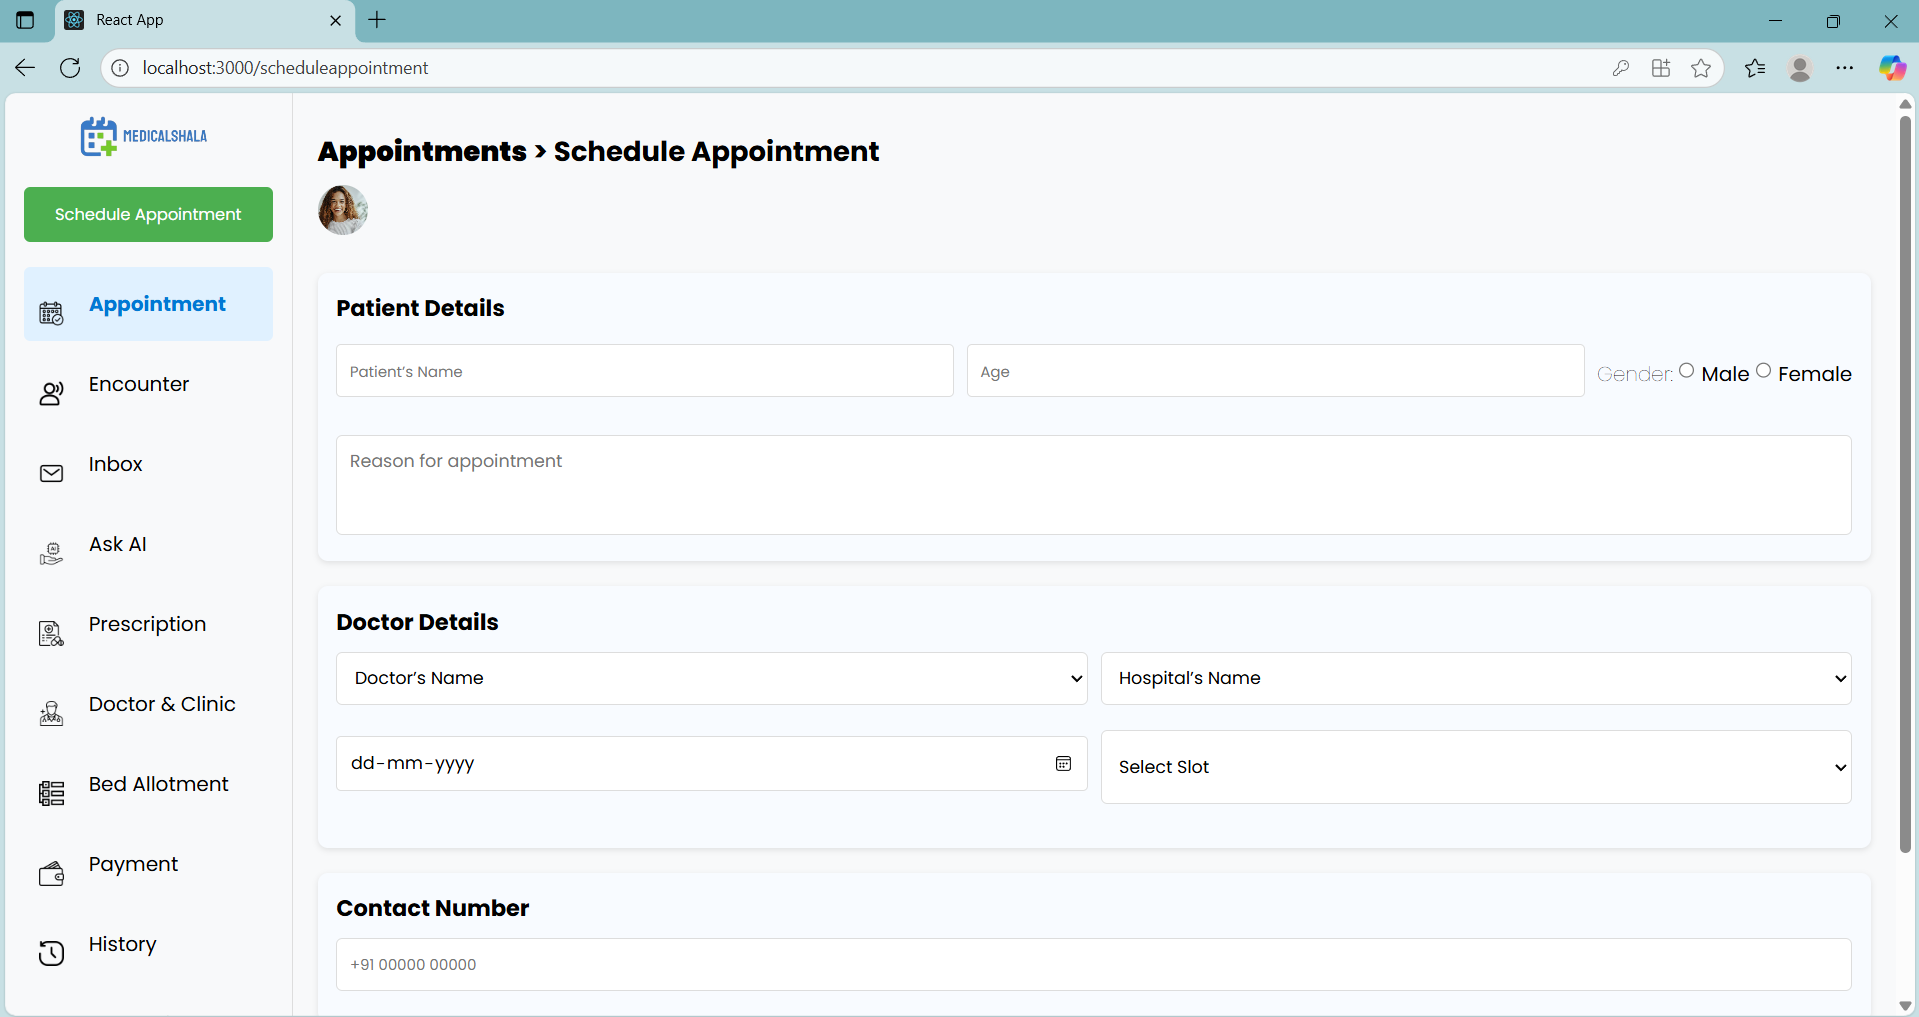 React App
localhost:3000/scheduleappointment
MEDICALSHALA
Schedule Appointment
Appointment
Encounter
Inbox
Ask AI
Prescription
Doctor & Clinic
Bed Allotment
Payment
History
Appointments > Schedule Appointment
Patient Details
Patient’s Name
Age
Gender: Male Female
Reason for appointment
Doctor Details
Doctor’s Name
Hospital’s Name
dd-mm-yyyy
Select Slot
Contact Number
+91 00000 00000